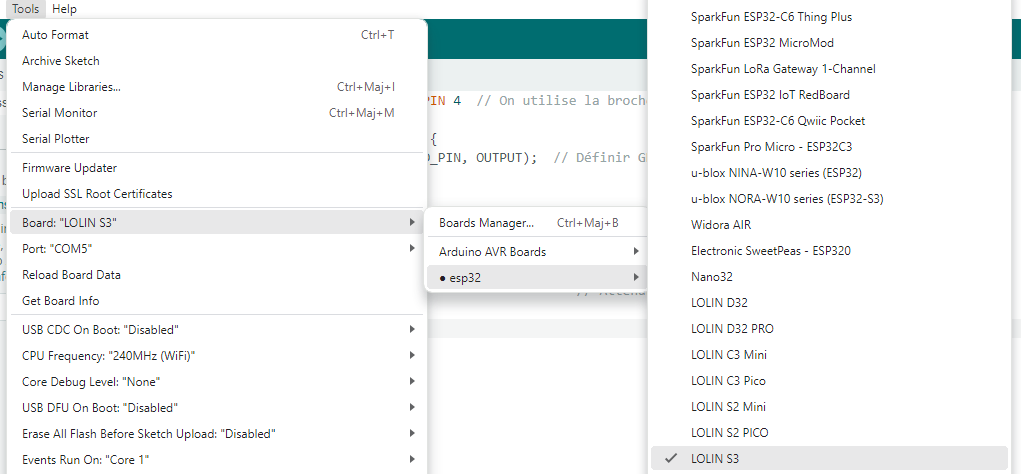 Tools Help
Auto Format Ctrl+T
Archive Sketch
Manage Libraries... Ctrl+Maj+I
Serial Monitor Ctrl+Maj+M
Serial Plotter
Firmware Updater
Upload SSL Root Certificates
Board: "LOLIN S3"
Port: "COM5"
Reload Board Data
Get Board Info
USB CDC On Boot: "Disabled"
CPU Frequency: "240MHz (WiFi)"
Core Debug Level: "None"
USB DFU On Boot: "Disabled"
Erase All Flash Before Sketch Upload: "Disabled"
Events Run On: "Core 1"
PIN 4 // On utilise la broche
{
_PIN, OUTPUT); // Définir G
Boards Manager... Ctrl+Maj+B
Arduino AVR Boards
● esp32
SparkFun ESP32-C6 Thing Plus
SparkFun ESP32 MicroMod
SparkFun LoRa Gateway 1-Channel
SparkFun ESP32 IoT RedBoard
SparkFun ESP32-C6 Qwiic Pocket
SparkFun Pro Micro - ESP32C3
u-blox NINA-W10 series (ESP32)
u-blox NORA-W10 series (ESP32-S3)
Widora AIR
Electronic SweetPeas - ESP320
Nano32
LOLIN D32
LOLIN D32 PRO
LOLIN C3 Mini
LOLIN C3 Pico
LOLIN S2 Mini
LOLIN S2 PICO
LOLIN S3